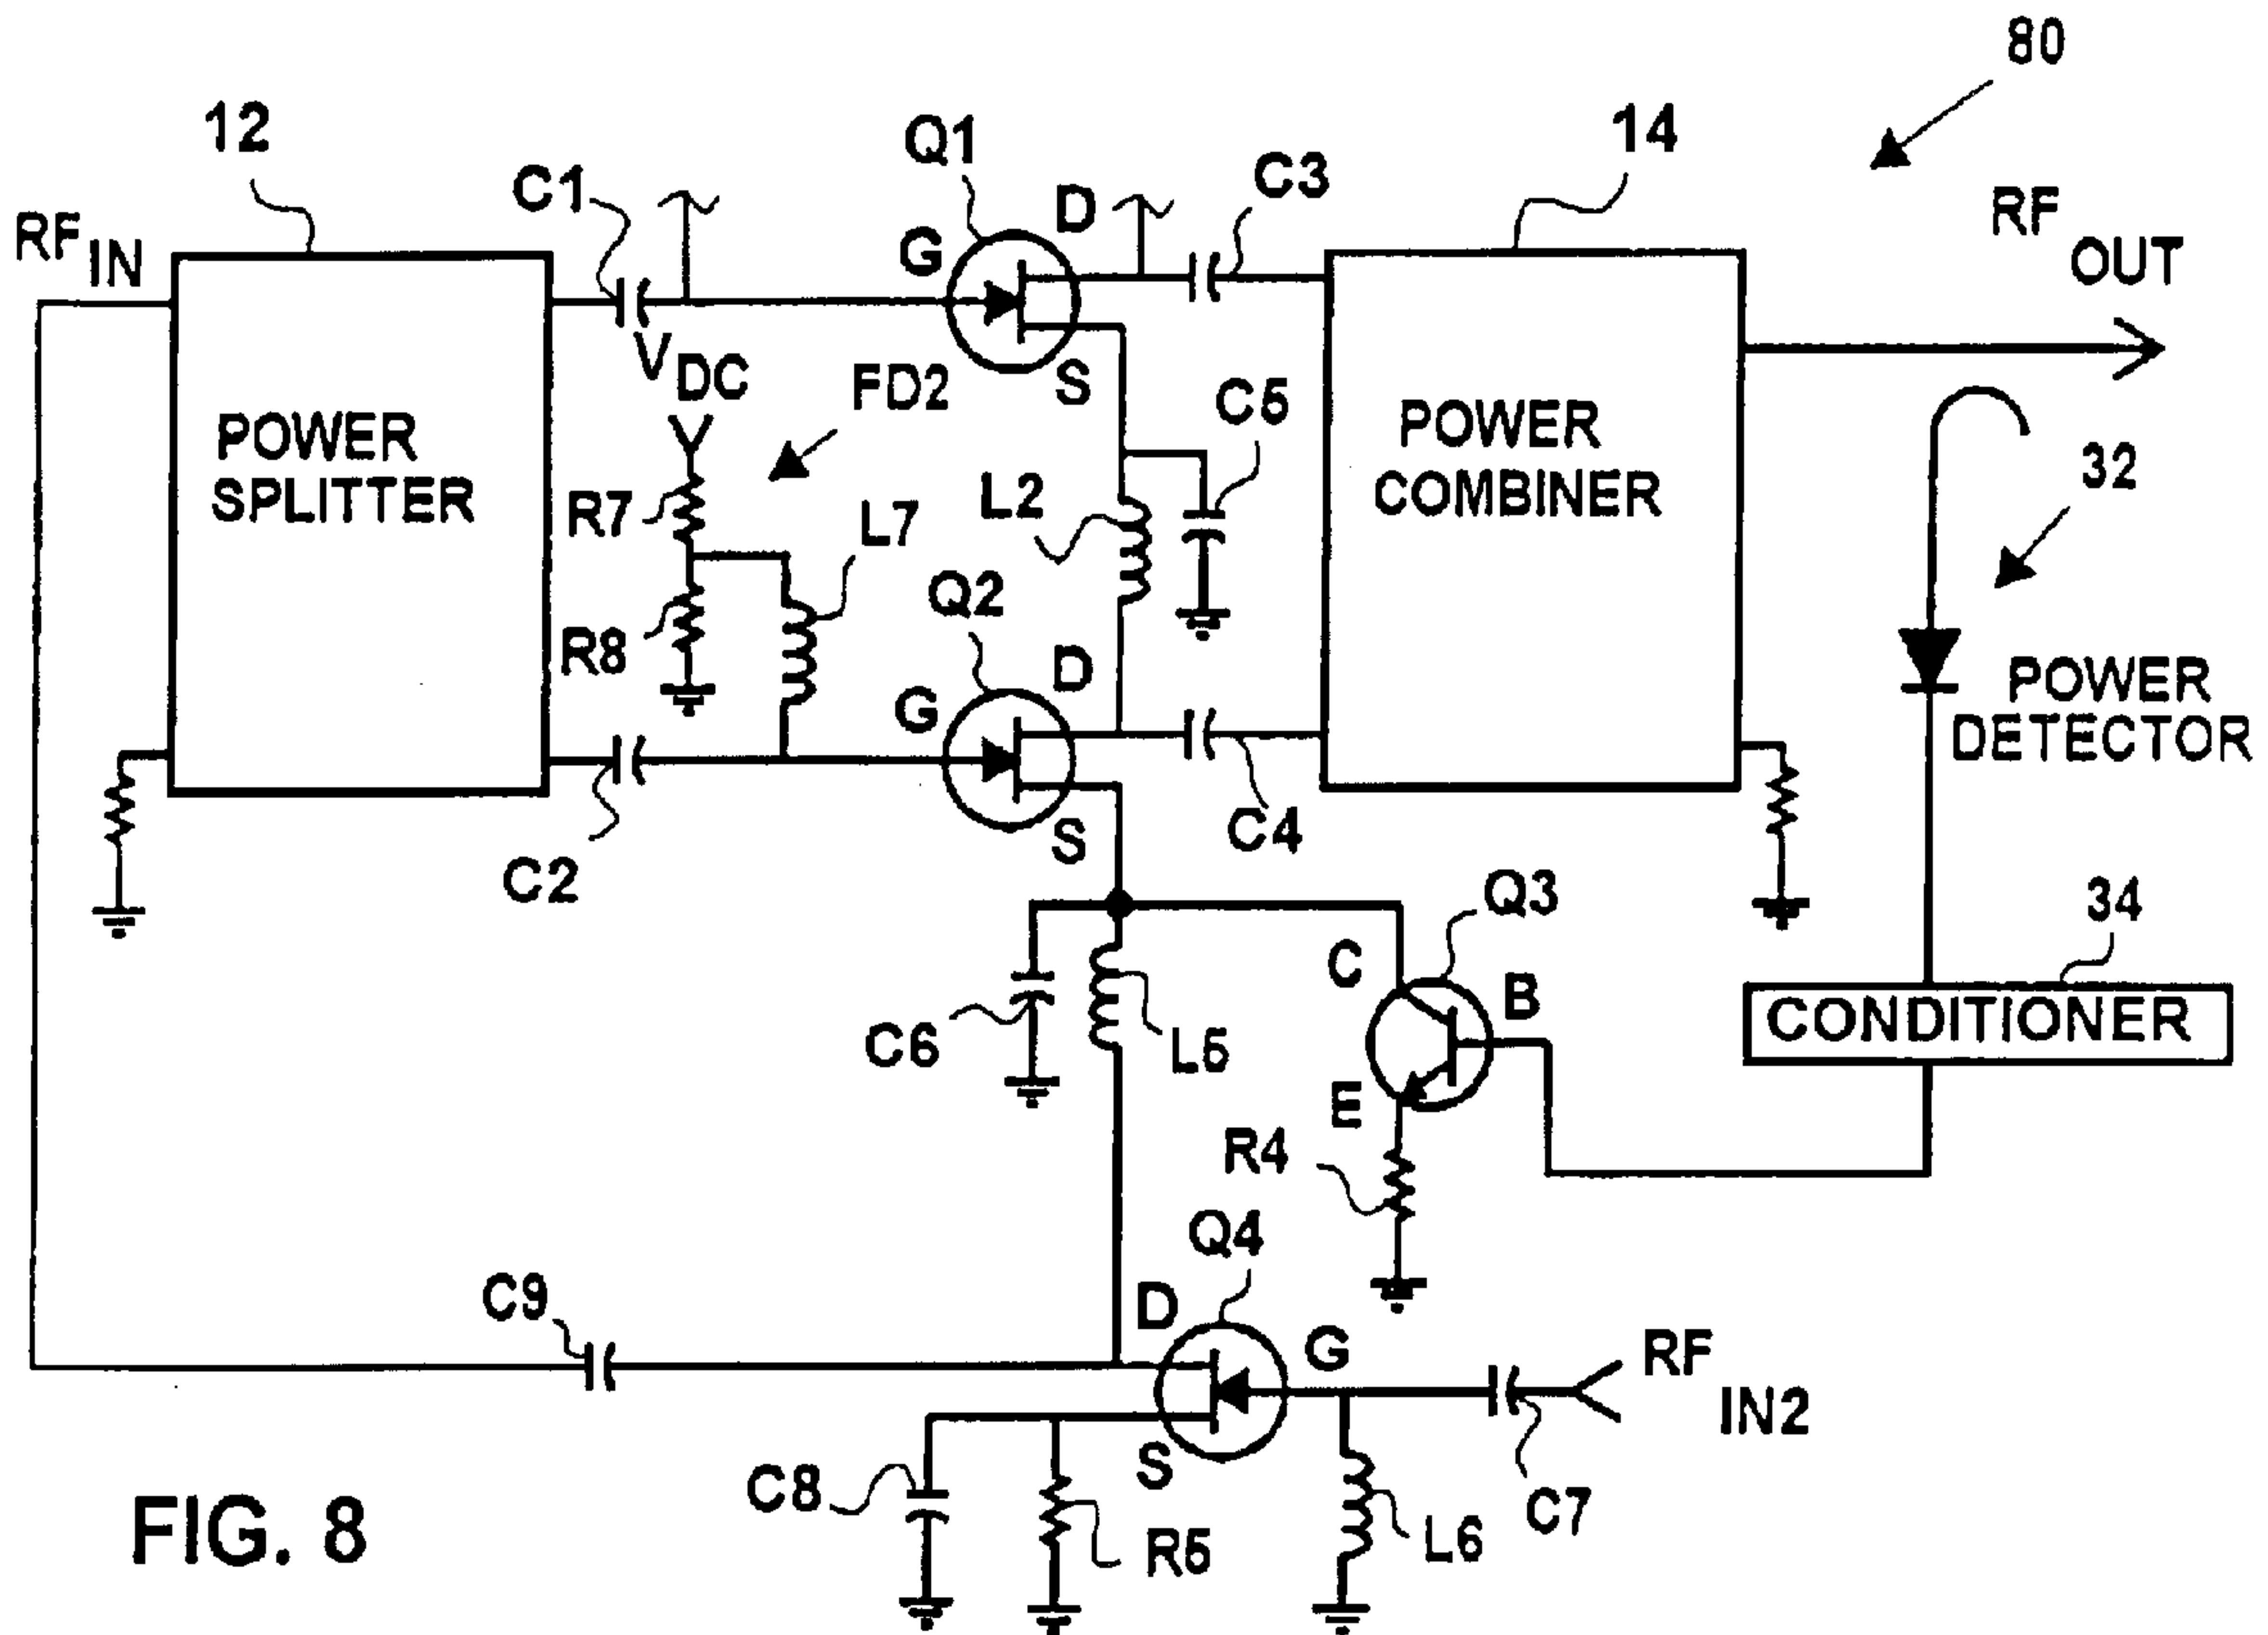 80
12
Q1
14
C1
C3
D
RF IN
G
RF OUT
V DC
S
FD2
C5
POWER
SPLITTER
POWER
COMBINER
32
R7
L7
L2
Q2
R8
D
POWER
DETECTOR
G
S
C4
C2
Q3
34
C
B
CONDITIONER
C6
L5
E
R4
Q4
C9
D
G
RF IN2
S
C8
R5
L6
C7
FIG. 8